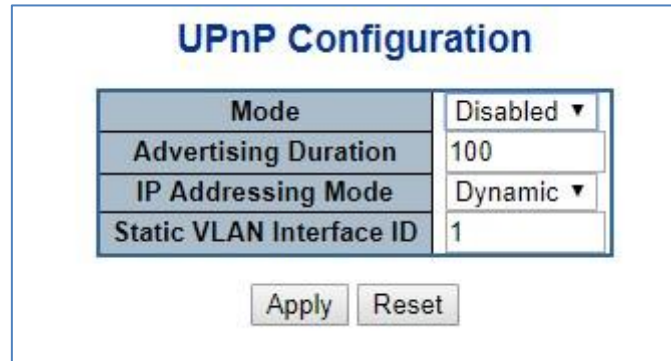 UPnP Configuration
Mode Disabled
Advertising Duration 100
IP Addressing Mode Dynamic
Static VLAN Interface ID 1
Apply Reset